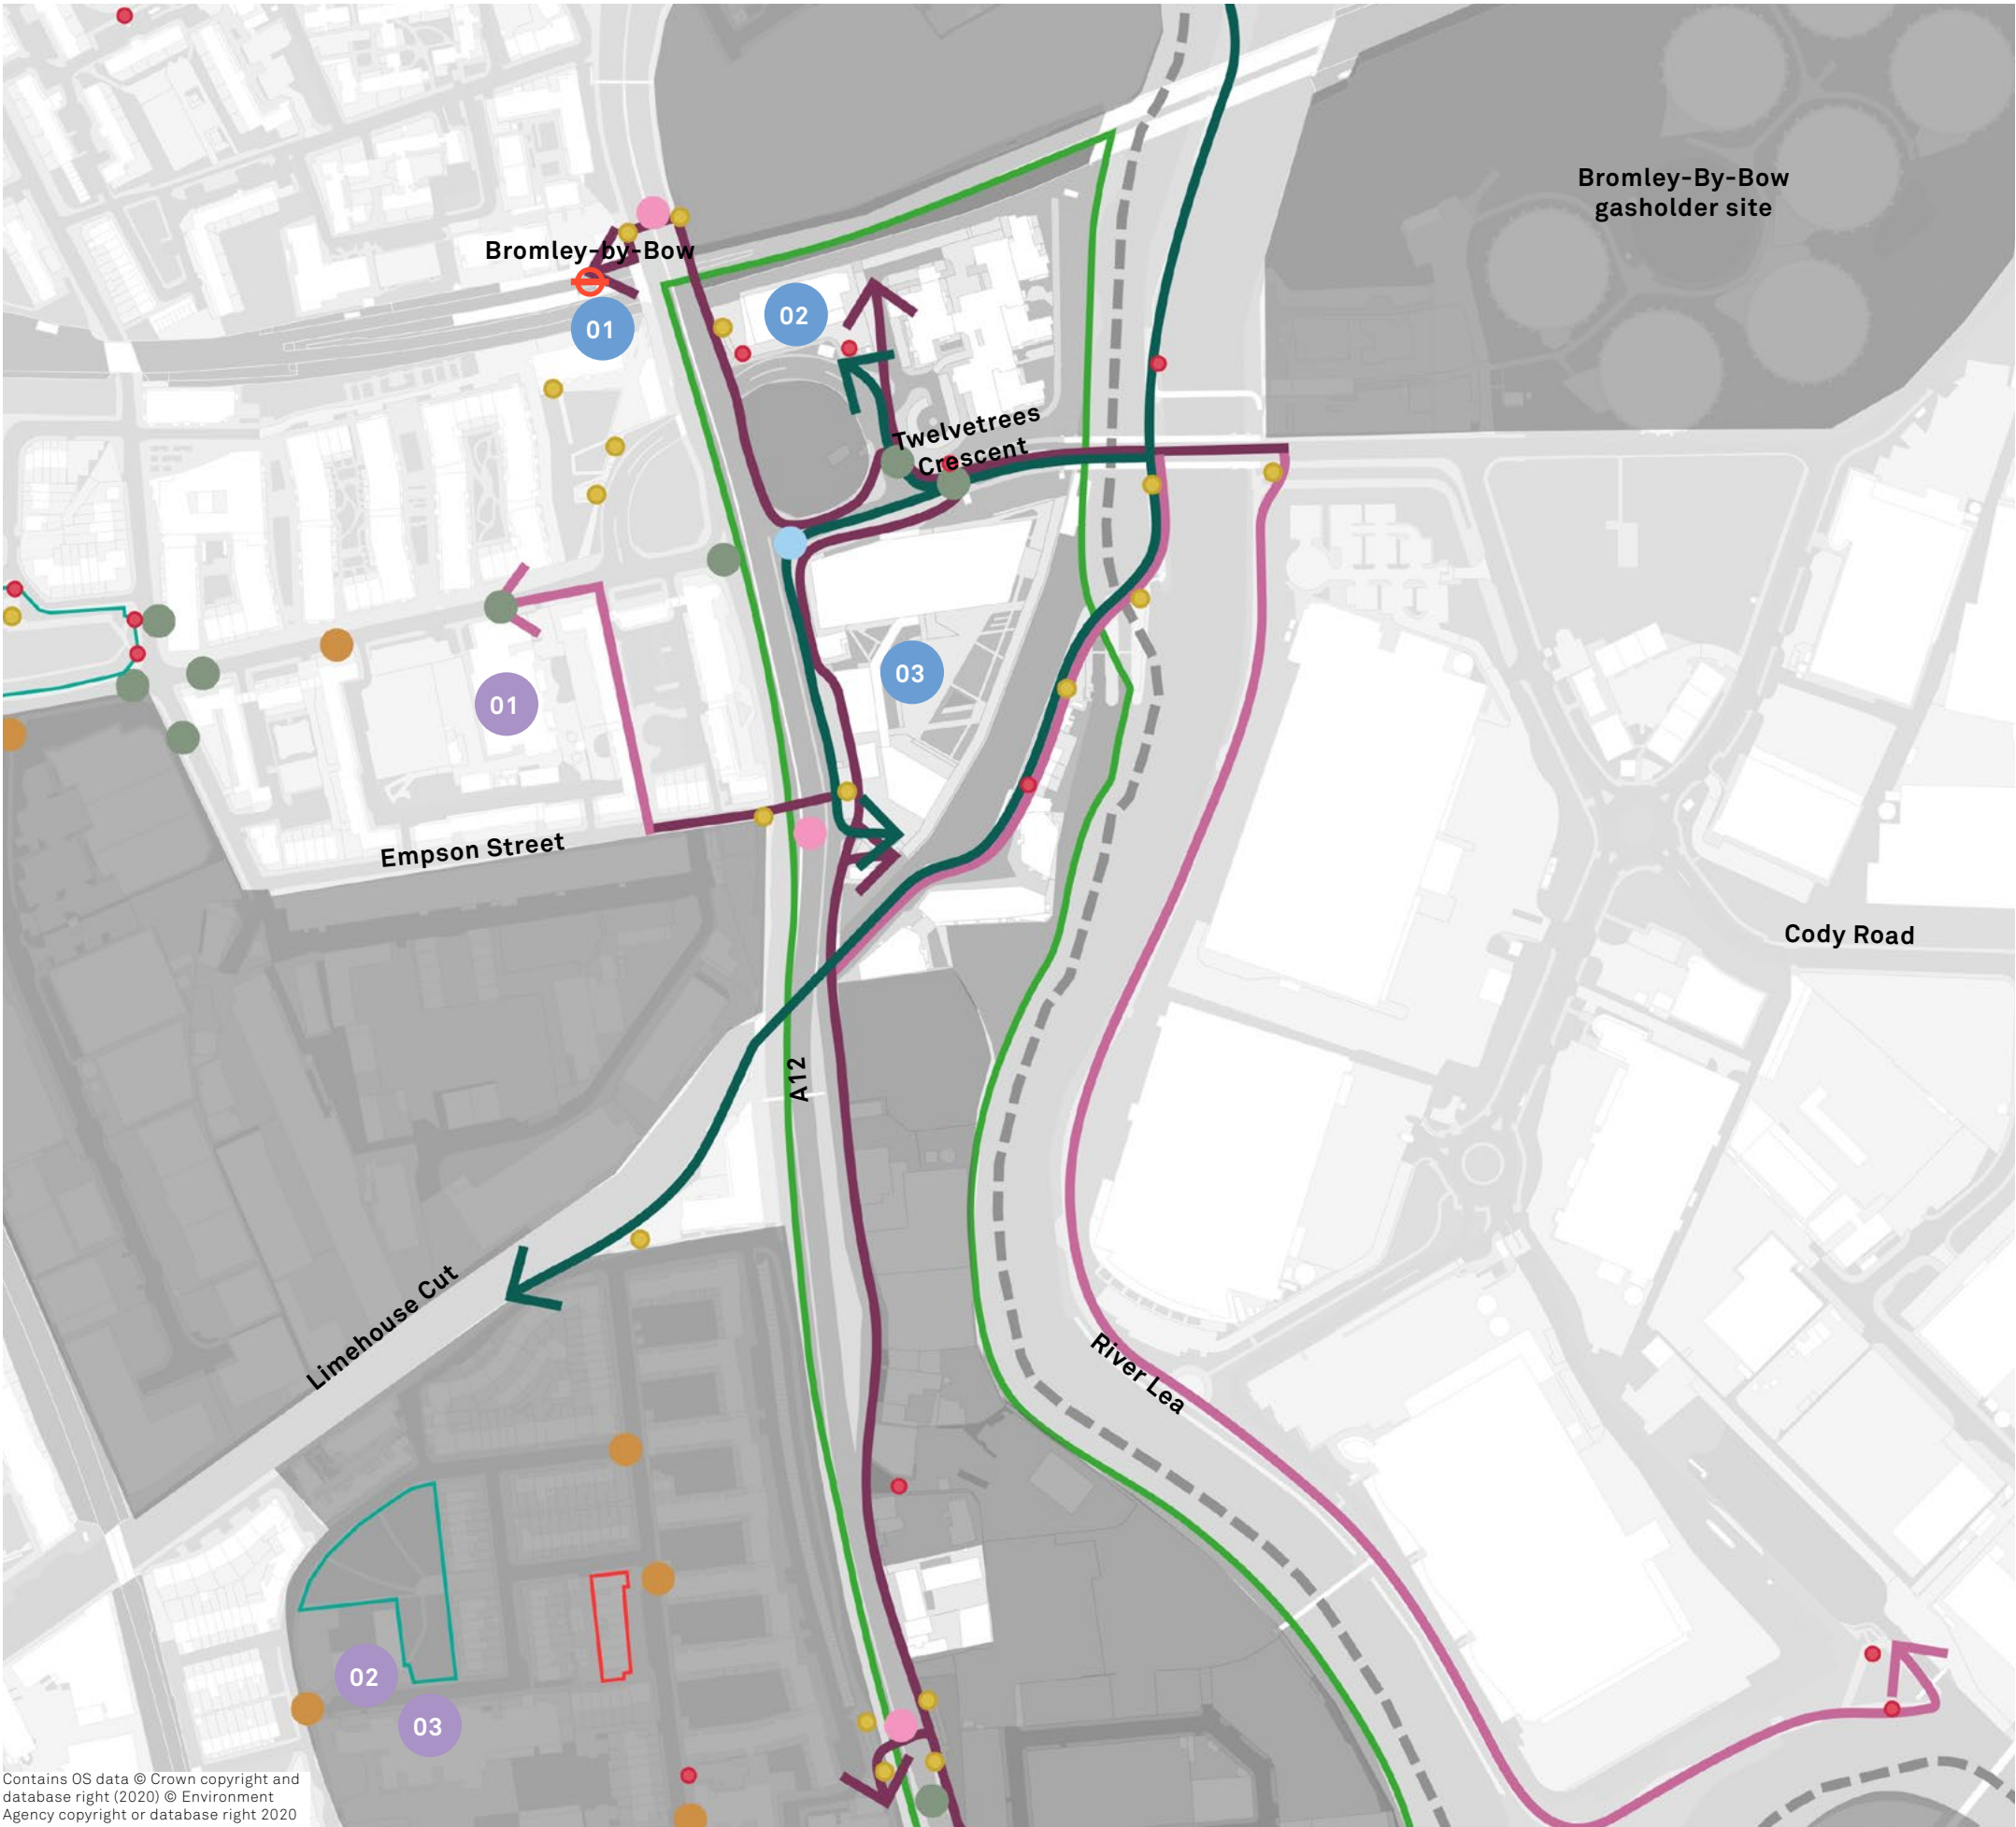 Bromley-By-Bow
gasholder site
Bromley-by-Bow
01
02
Twelvetrees
Crescent
03
01
Empson Street
Cody Road
A12
Limehouse Cut
River Lea
02
03
Contains OS data © Crown copyright and
database right (2020) © Environment
Agency copyright or database right 2020